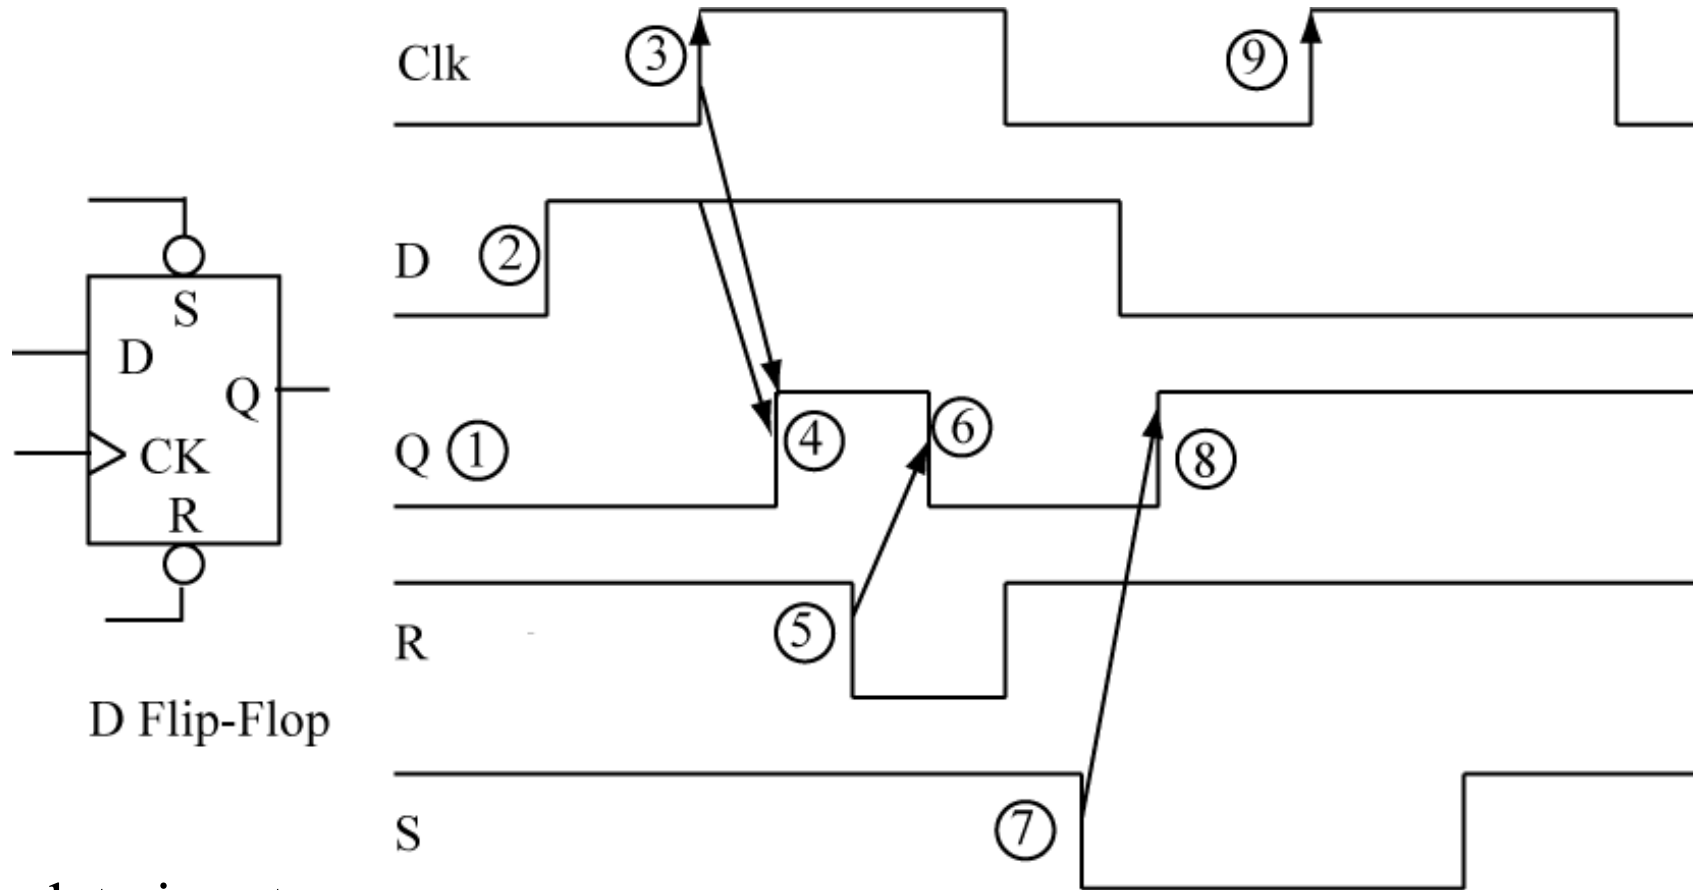 Clk ③ ⑨
D ②
S
D
Q
CK
R
Q ① ④ ⑥ ⑧
R ⑤
D Flip-Flop
S ⑦